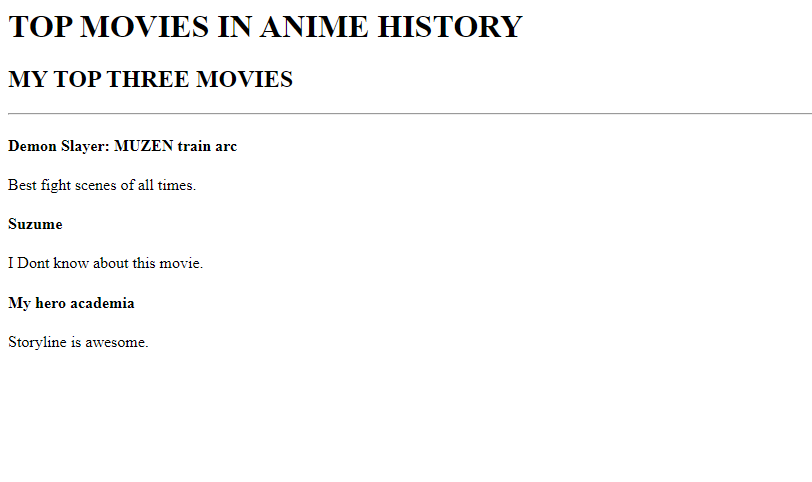 TOP MOVIES IN ANIME HISTORY
MY TOP THREE MOVIES
Demon Slayer: MUZEN train arc
Best fight scenes of all times.
Suzume
I Dont know about this movie.
My hero academia
Storyline is awesome.